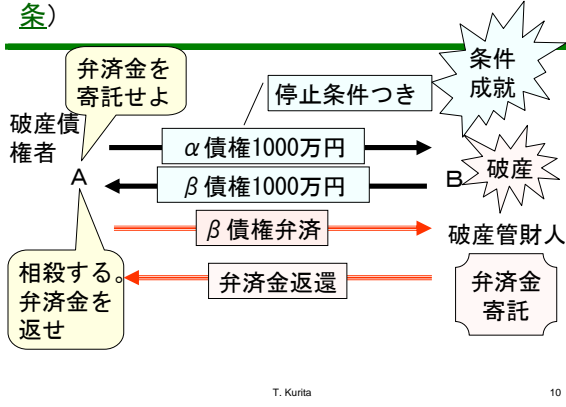 条）
弁済金を
寄託せよ
条件
成就
停止条件つき
破産債
権者
α債権1000万円
A
β債権1000万円
B
破産
β債権弁済
破産管財人
相殺する。
弁済金を
返せ
弁済金返還
弁済金
寄託
T. Kurita
10